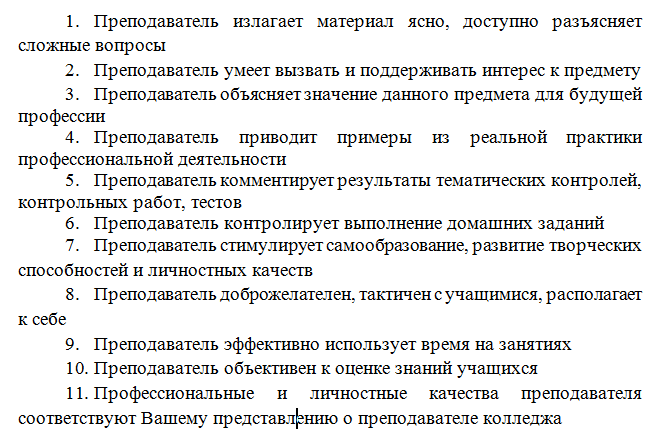 1. Преподаватель излагает материал ясно, доступно разъясняет
сложные вопросы
2. Преподаватель умеет вызвать и поддерживать интерес к предмету
3. Преподаватель объясняет значение данного предмета для будущей
профессии
4. Преподаватель приводит примеры из реальной практики
профессиональной деятельности
5. Преподаватель комментирует результаты тематических контролей,
контрольных работ, тестов
6. Преподаватель контролирует выполнение домашних заданий
7. Преподаватель стимулирует самообразование, развитие творческих
способностей и личностных качеств
8. Преподаватель доброжелателен, тактичен с учащимися, располагает
к себе
9. Преподаватель эффективно использует время на занятиях
10. Преподаватель объективен к оценке знаний учащихся
11. Профессиональные и личностные качества преподавателя
соответствуют Вашему представлению о преподавателе колледжа